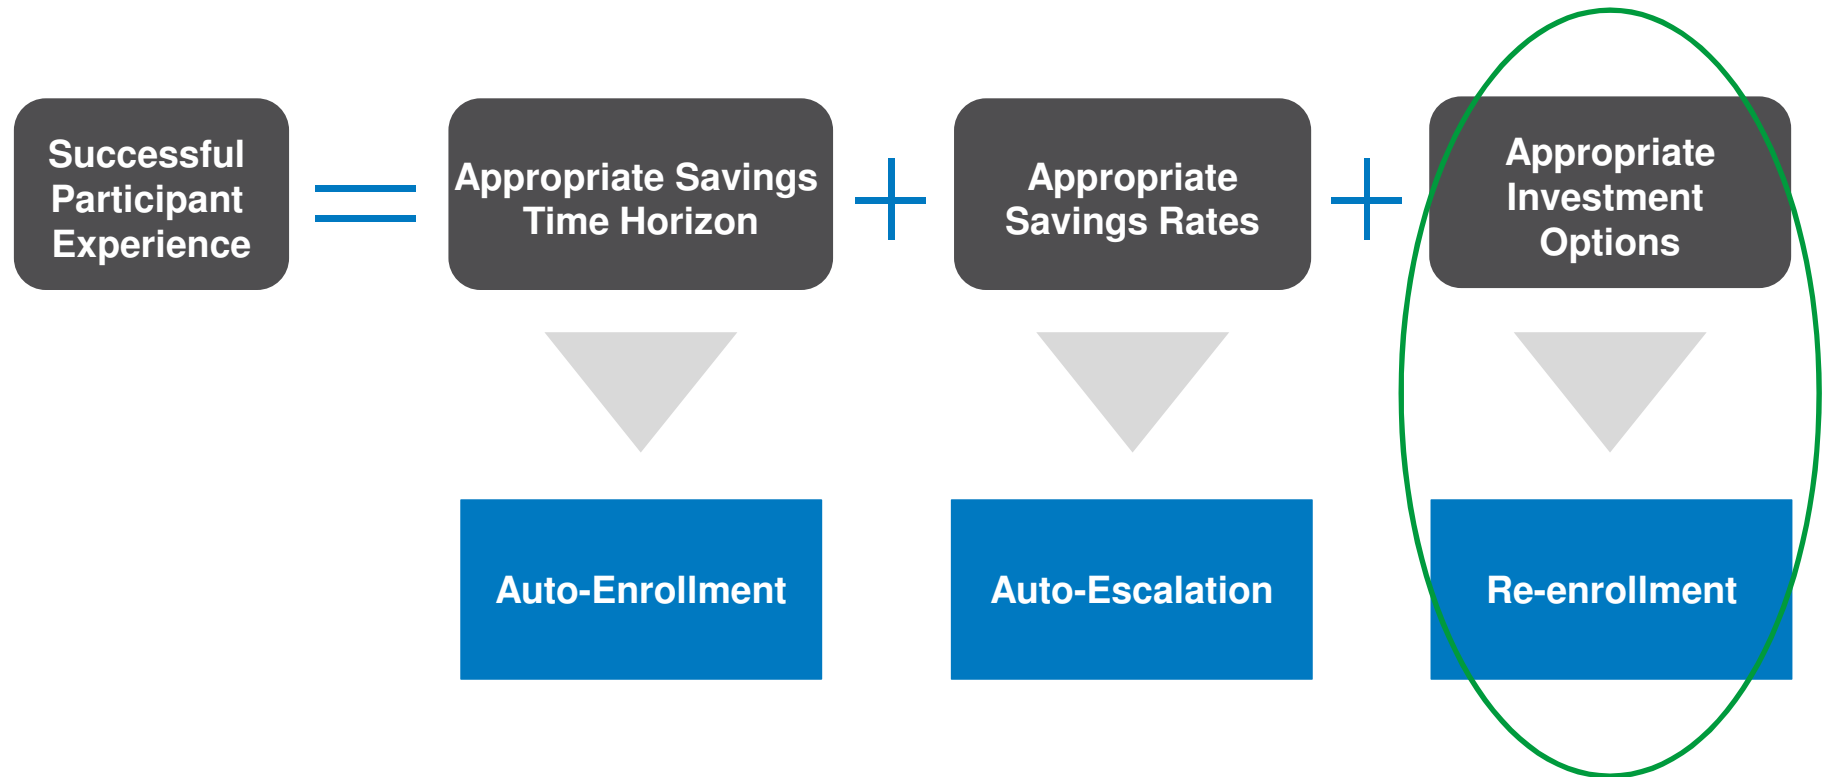 Successful
Participant
Experience
Appropriate Savings
Time Horizon
Appropriate
Savings Rates
Appropriate
Investment
Options
Auto-Enrollment
Auto-Escalation
Re-enrollment